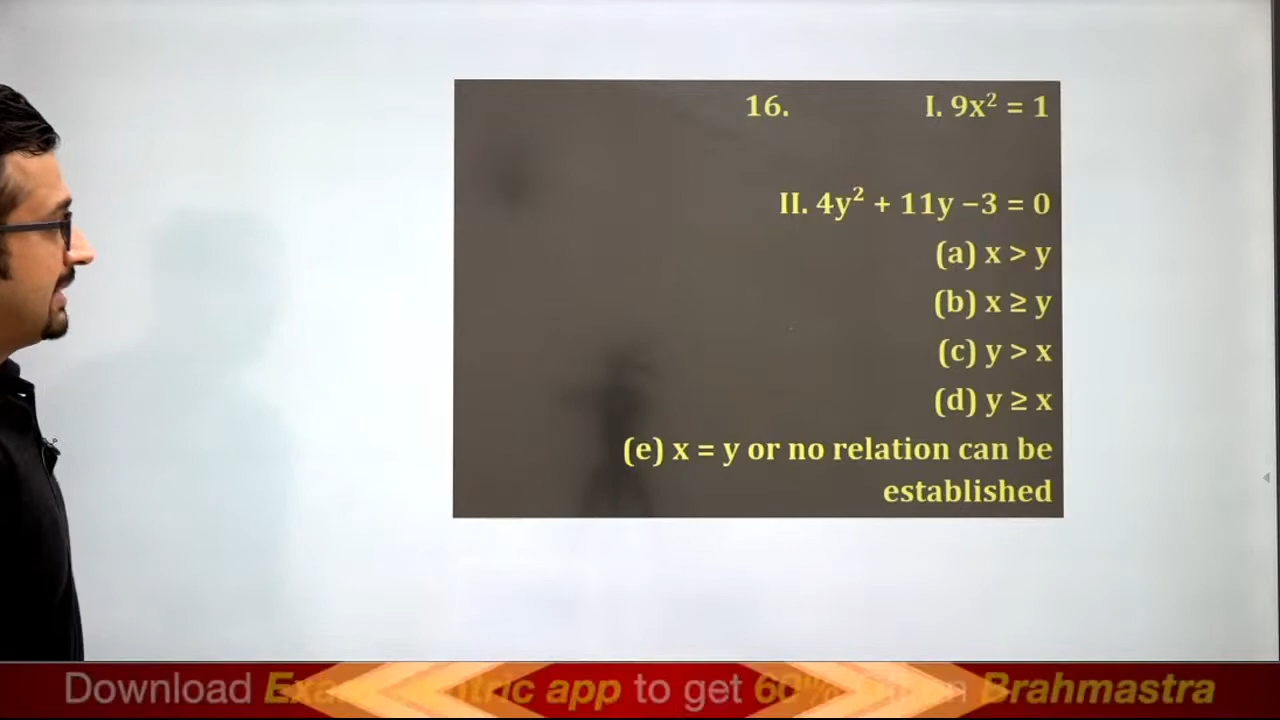 16. I. 9x² = 1
II. 4y² + 11y −3 = 0
(a) x > y
(b) x ≥ y
(c) y > x
(d) y ≥ x
(e) x = y or no relation can be
established
Download app to get Brahmastra